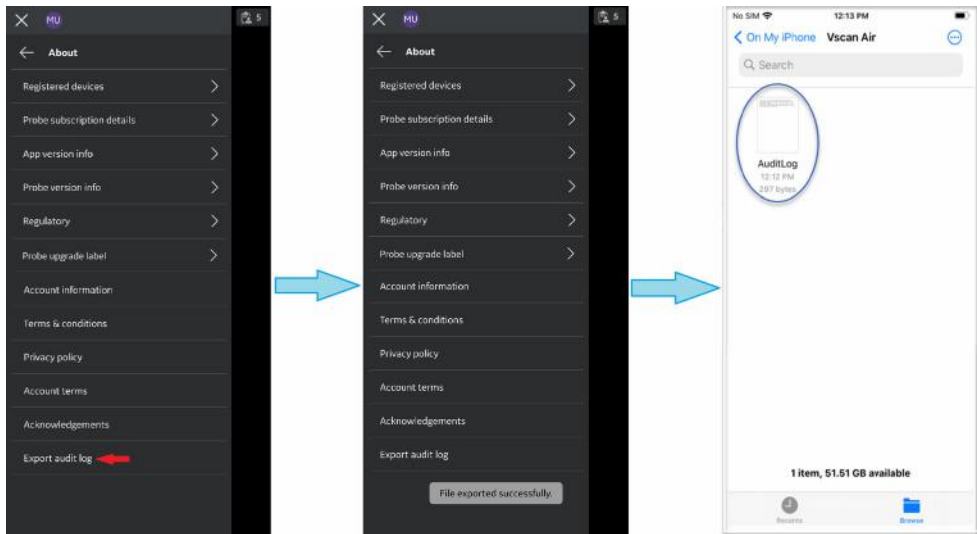 MU
5
About
Registered devices
Probe subscription details
App version info
Probe version info
Regulatory
Probe upgrade label
Account information
Terms & conditions
Privacy policy
Account terms
Acknowledgements
Export audit log
MU
5
About
Registered devices
Probe subscription details
App version info
Probe version info
Regulatory
Probe upgrade label
Account information
Terms & conditions
Privacy policy
Account terms
Acknowledgements
Export audit log
File exported successfully.
No SIM 12:13 PM
On My iPhone Vscan Air
Search
AuditLog
12:12 PM
297 bytes
1 item, 51.51 GB available
Recents Browse